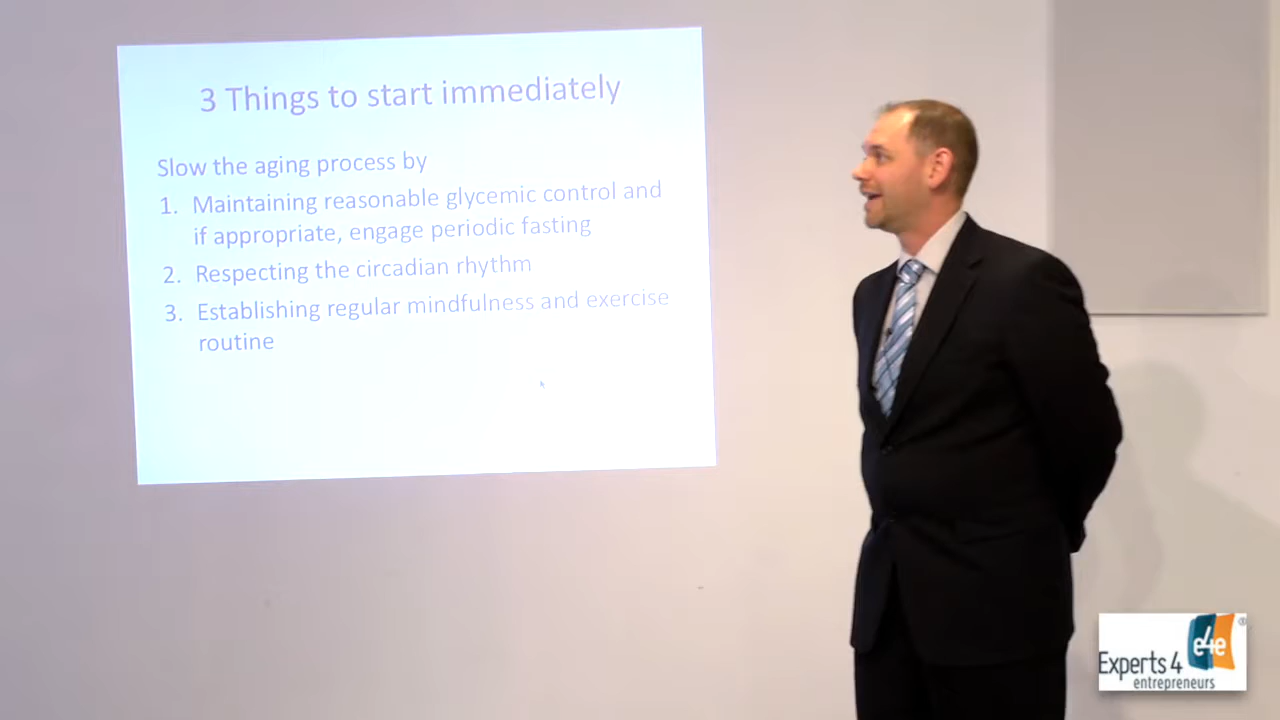 3 Things to start immediately
Slow the aging process by
1. Maintaining reasonable glycemic control and
if appropriate, engage periodic fasting
2. Respecting the circadian rhythm
3. Establishing regular mindfulness and exercise
routine
e4e®
Experts 4
entrepreneurs